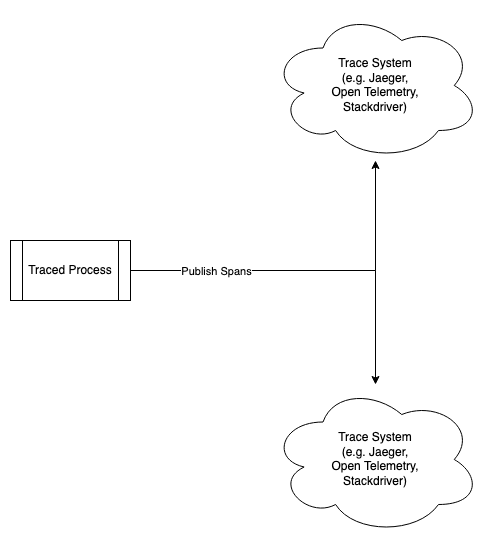 Trace System
(e.g. Jaeger,
Open Telemetry,
Stackdriver)
Traced Process
Publish Spans
Trace System
(e.g. Jaeger,
Open Telemetry,
Stackdriver)